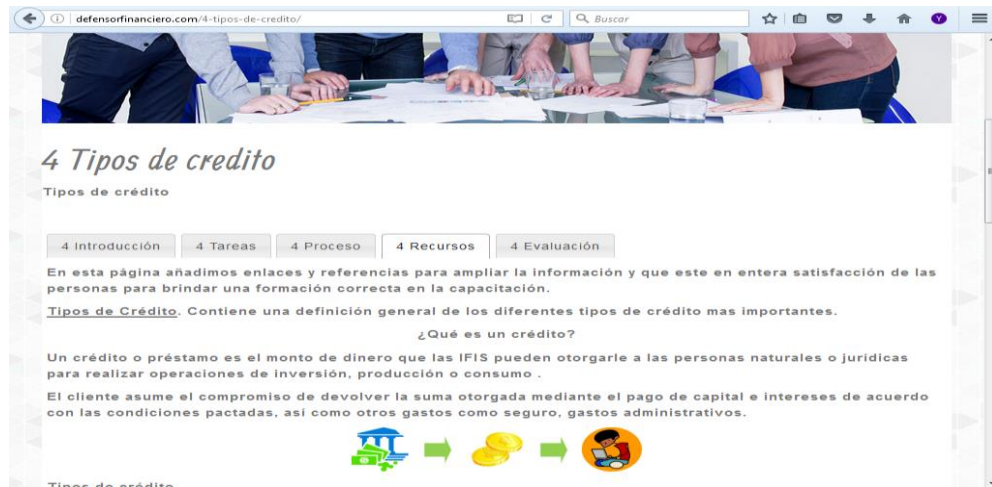 defensorfinanciero.com/4-tipos-de-credito/
Buscar
Y
4 Tipos de credito
Tipos de crédito
4 Introducción
4 Tareas
4 Proceso
4 Recursos
4 Evaluación
En esta página añadimos enlaces y referencias para ampliar la información y que este en entera satisfacción de las
personas para brindar una formación correcta en la capacitación.
Tipos de Crédito. Contiene una definición general de los diferentes tipos de crédito mas importantes.
¿Qué es un crédito?
Un crédito o préstamo es el monto de dinero que las IFIS pueden otorgarle a las personas naturales o jurídicas
para realizar operaciones de inversión, producción o consumo .
El cliente asume el compromiso de devolver la suma otorgada mediante el pago de capital e intereses de acuerdo
con las condiciones pactadas, así como otros gastos como seguro, gastos administrativos.
Tipos de crédito